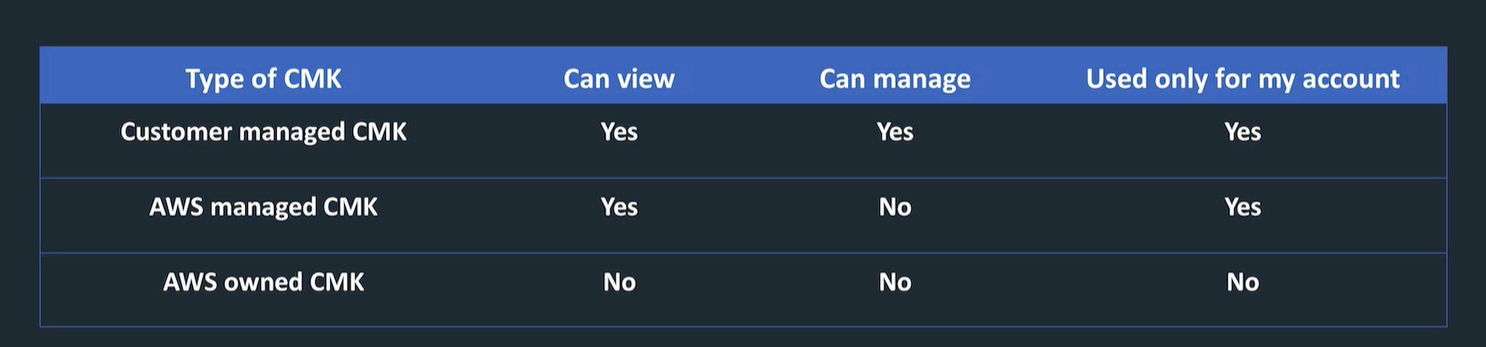 Type of CMK Can view Can manage Used only for my account
Customer managed CMK Yes Yes Yes
AWS managed CMK Yes No Yes
AWS owned CMK No No No